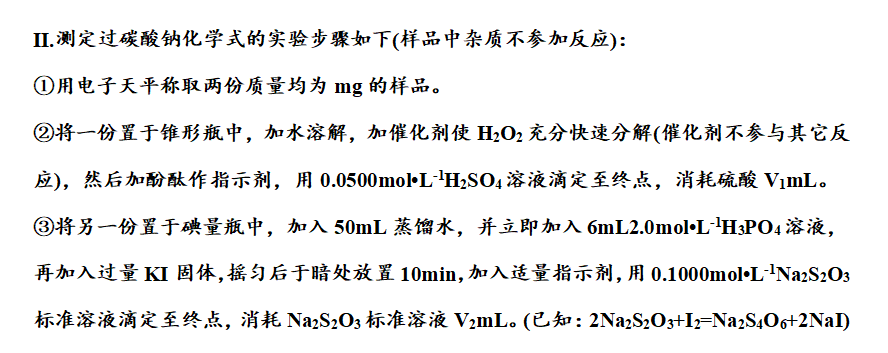 II.测定过碳酸钠化学式的实验步骤如下(样品中杂质不参加反应)：
①用电子天平称取两份质量均为 mg 的样品。
②将一份置于锥形瓶中，加水溶解，加催化剂使 H₂O₂ 充分快速分解(催化剂不参与其它反
应)，然后加酚酞作指示剂，用 0.0500mol•L⁻¹H₂SO₄ 溶液滴定至终点，消耗硫酸 V₁mL。
③将另一份置于碘量瓶中，加入 50mL 蒸馏水，并立即加入 6mL2.0mol•L⁻¹H₃PO₄ 溶液，
再加入过量 KI 固体,摇匀后于暗处放置 10min,加入适量指示剂,用 0.1000mol•L⁻¹Na₂S₂O₃
标准溶液滴定至终点，消耗 Na₂S₂O₃ 标准溶液 V₂mL。(已知：2Na₂S₂O₃+I₂=Na₂S₄O₆+2NaI)